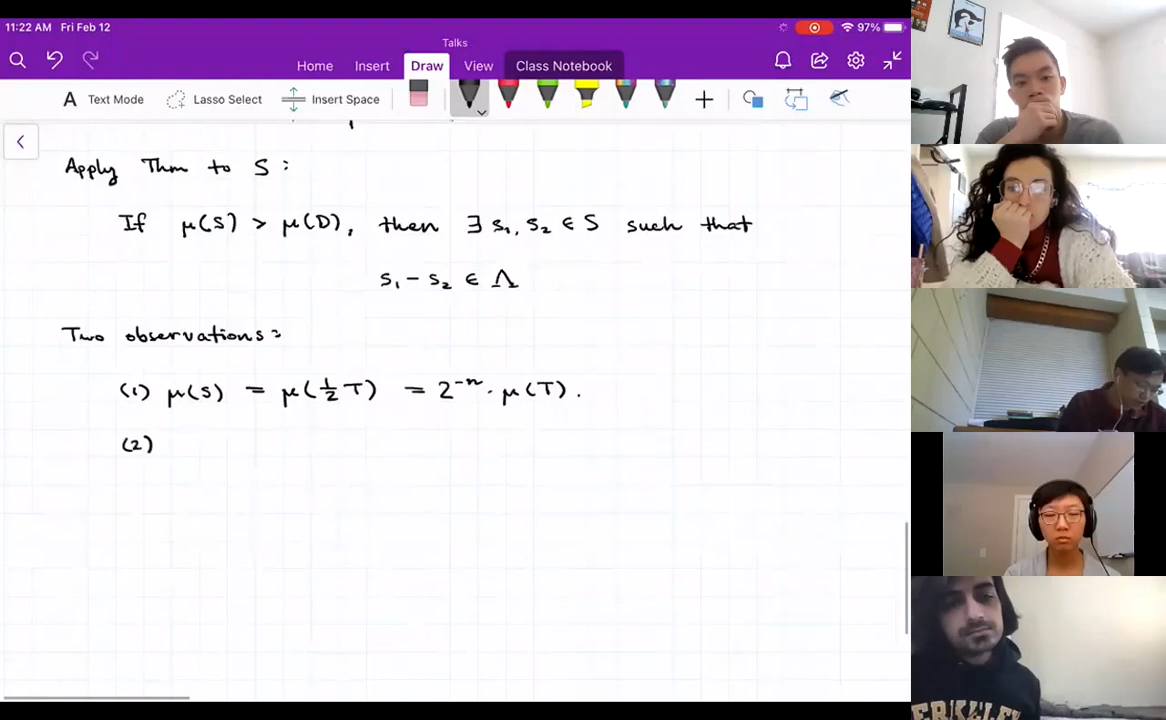 11:22 AM Fri Feb 12
97%
Talks
Home Insert Draw View Class Notebook
Text Mode Lasso Select Insert Space
Apply Thm to S:
If μ(S) > μ(D), then ∃ s₁, s₂ ∈ S such that
s₁ - s₂ ∈ Λ
Two observations:
(1) μ(S) = μ(½T) = 2⁻ⁿ · μ(T).
(2)
BERKELEY